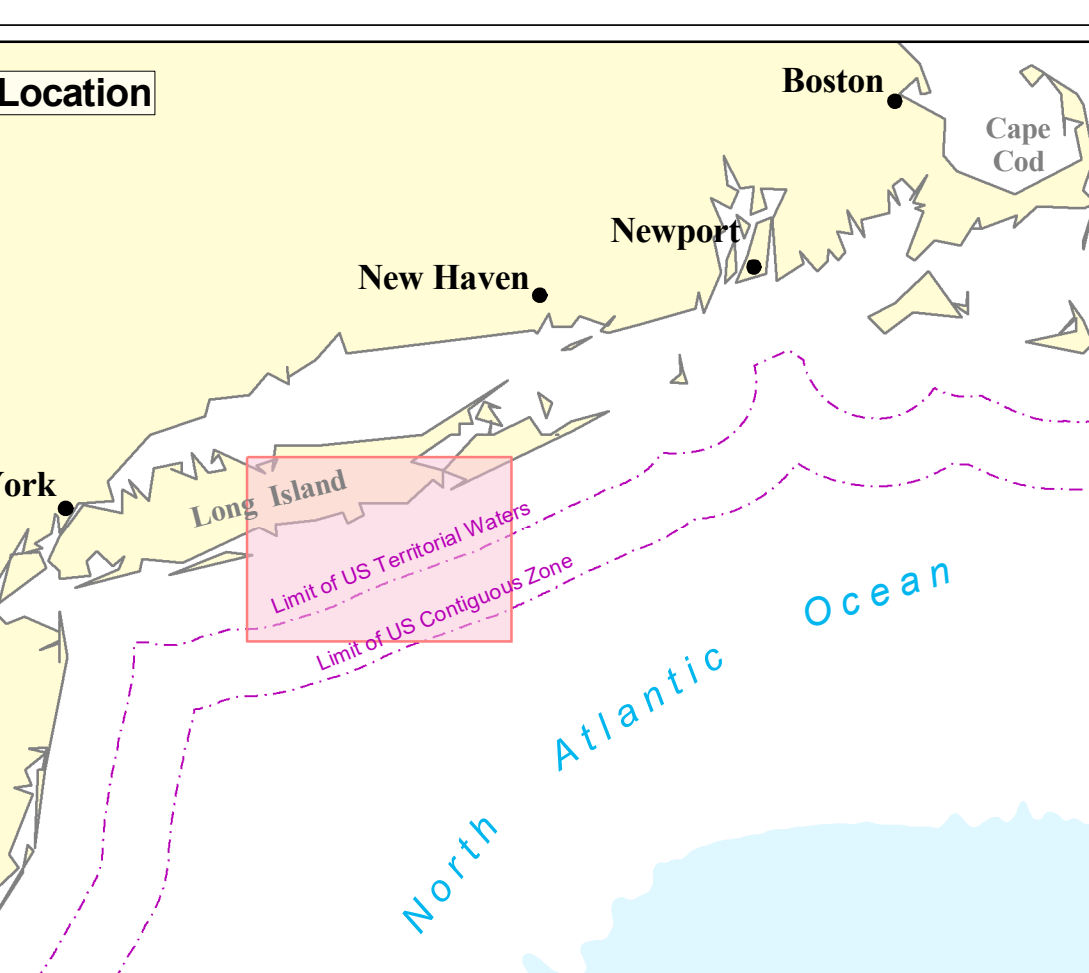 Location
Boston
Cape
Cod
Newport
New Haven
York
Long Island
Limit of US Territorial Waters
Limit of US Contiguous Zone
North Atlantic Ocean